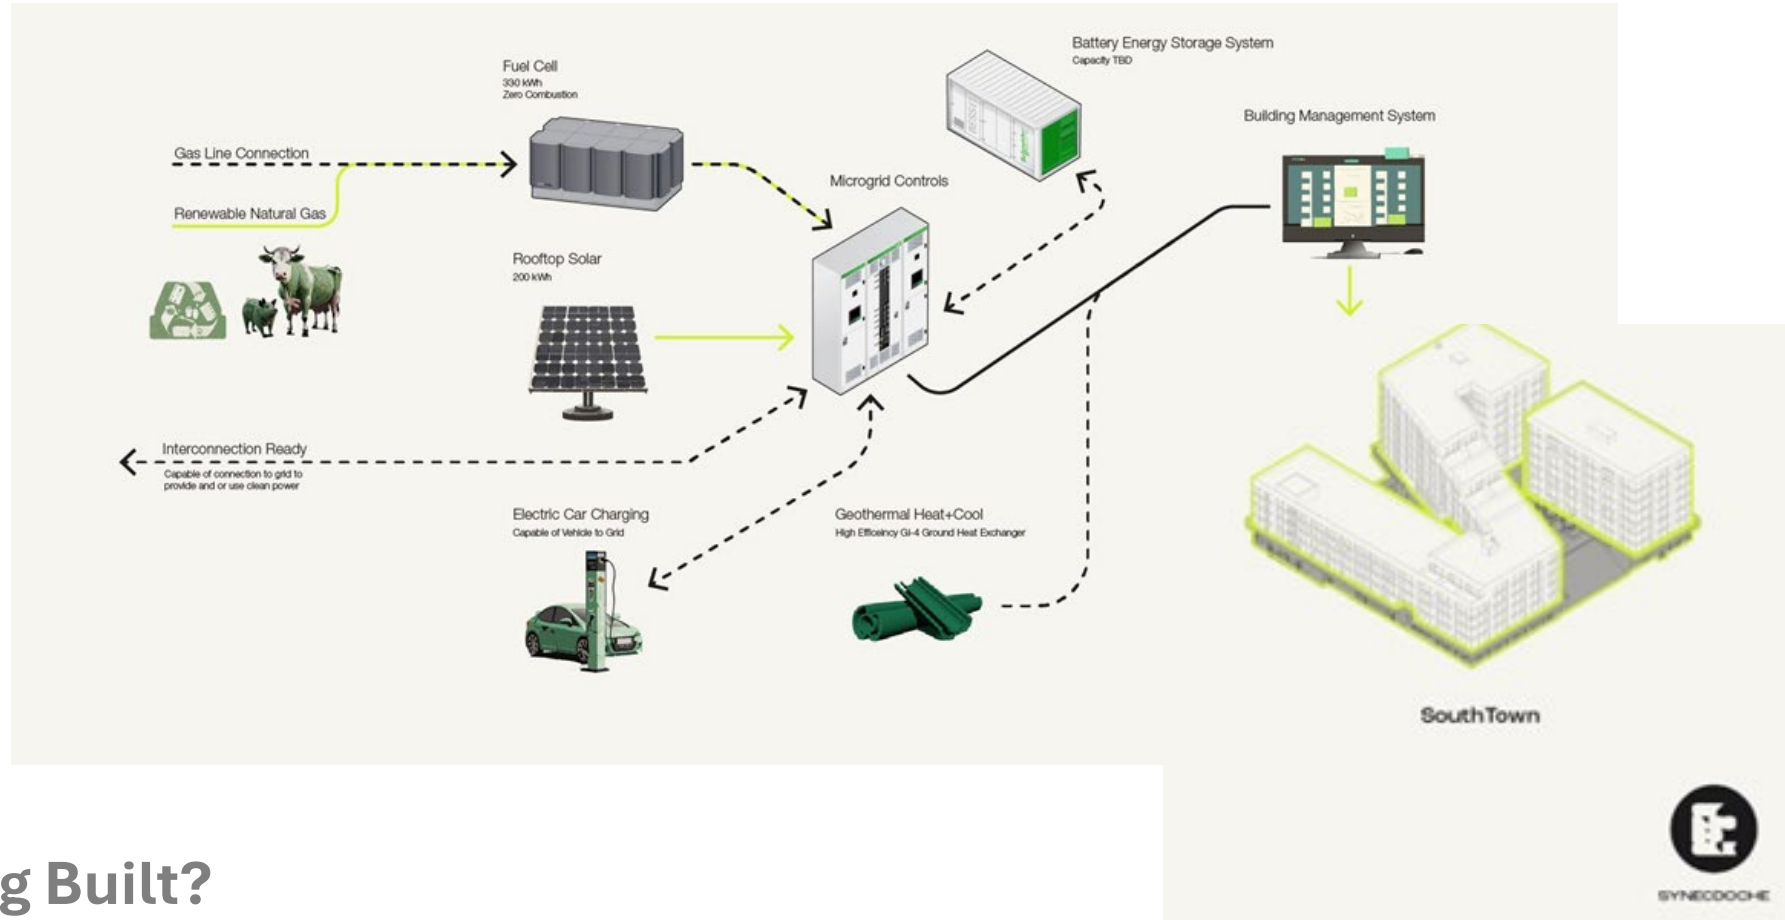 Battery Energy Storage System
Capacity TBD
Fuel Cell
330 kWh
Zero Combustion
Building Management System
Gas Line Connection
Microgrid Controls
Renewable Natural Gas
Rooftop Solar
200 kWh
Interconnection Ready
Capable of connection to grid to
provide and or use clean power
Electric Car Charging
Capable of Vehicle to Grid
Geothermal Heat+Cool
High Efficeincy GI-4 Ground Heat Exchanger
SouthTown
g Built?
SYNECDOCHE